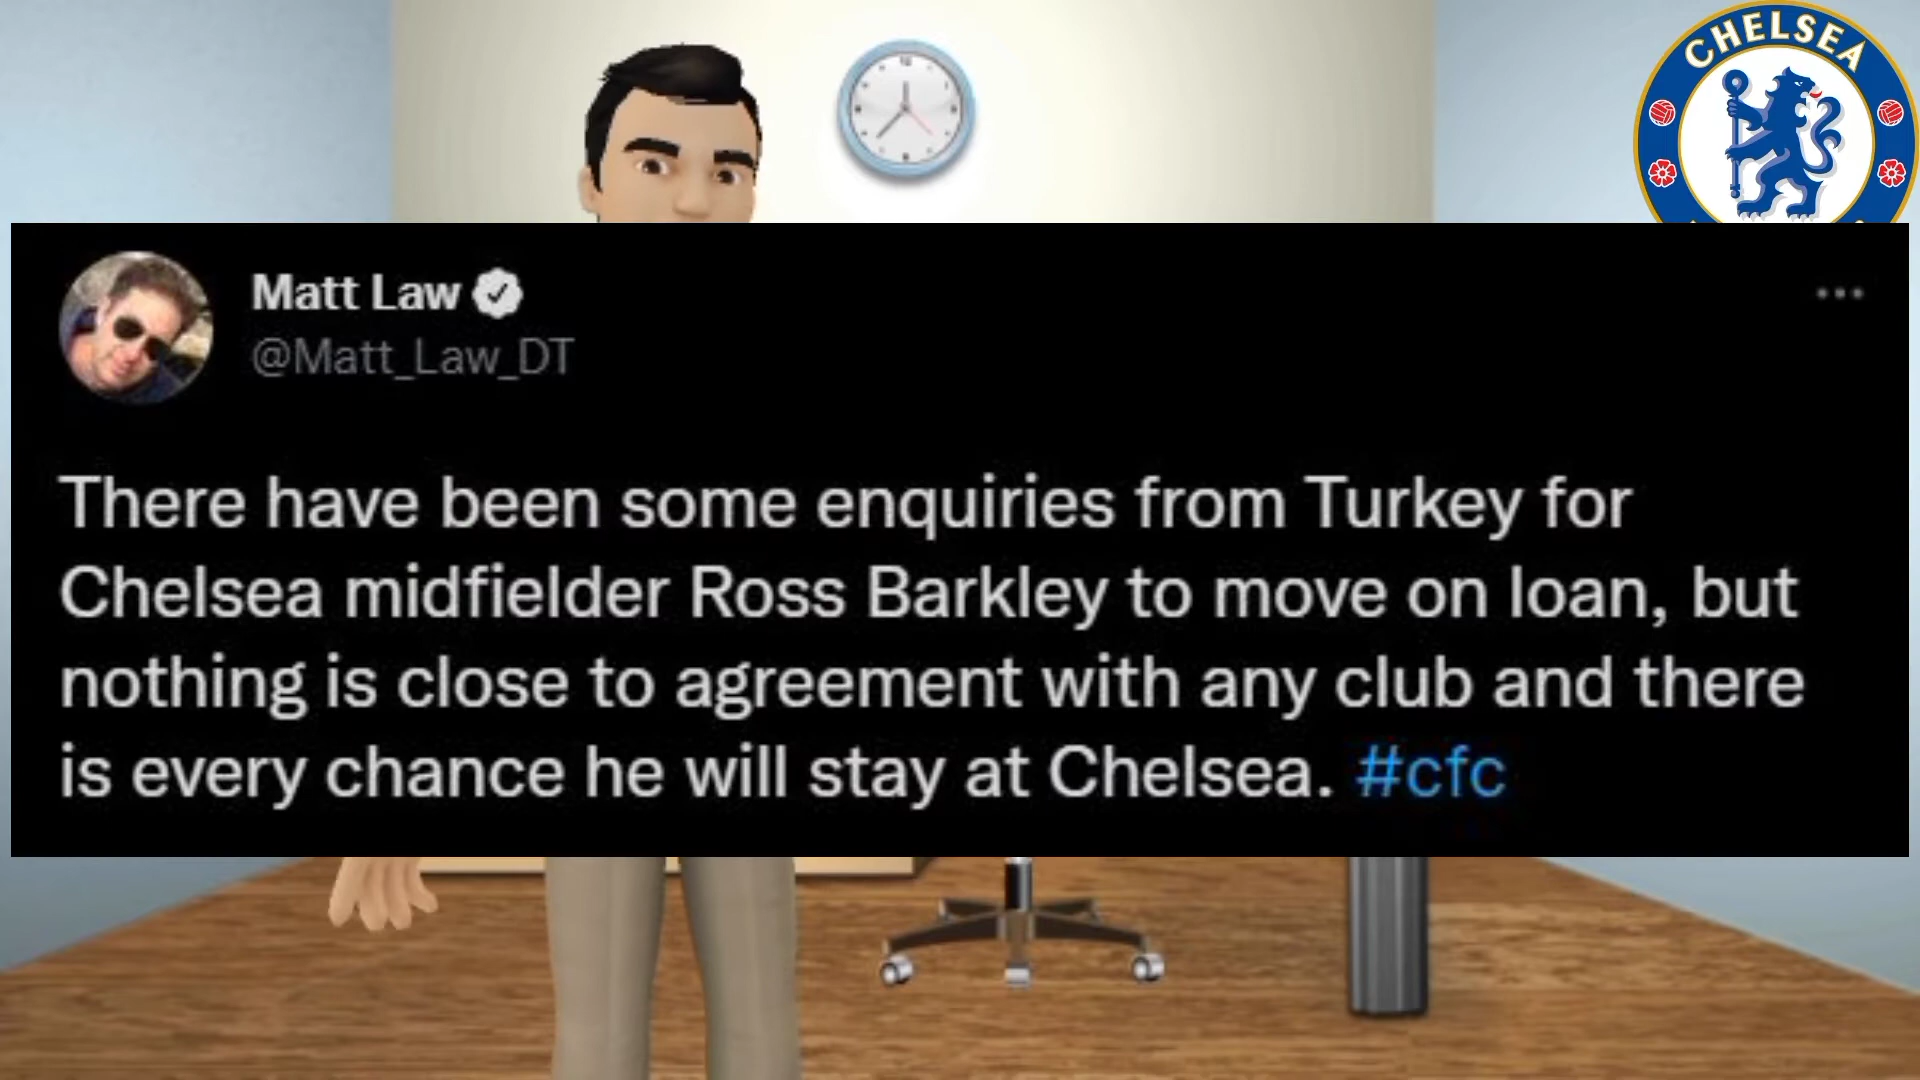 CHELSEA
Matt Law
@Matt_Law_DT
There have been some enquiries from Turkey for
Chelsea midfielder Ross Barkley to move on loan, but
nothing is close to agreement with any club and there
is every chance he will stay at Chelsea. #cfc